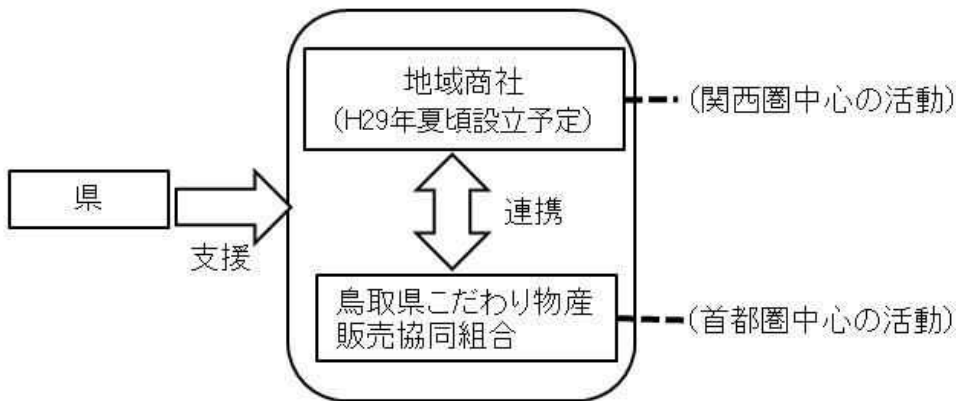 地域商社
(H29年夏頃設立予定)
(関西圏中心の活動)
県
支援
連携
鳥取県こだわり物産
販売協同組合
(首都圏中心の活動)